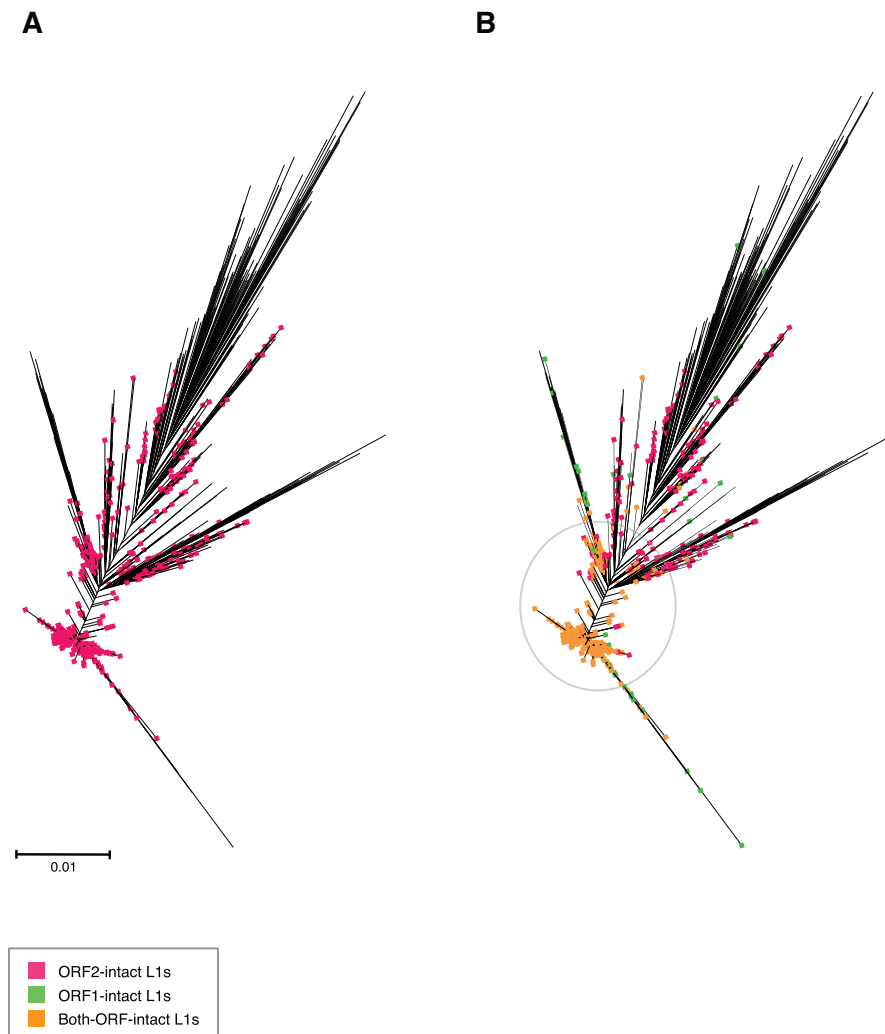 A
B
0.01
ORF2-intact L1s
ORF1-intact L1s
Both-ORF-intact L1s